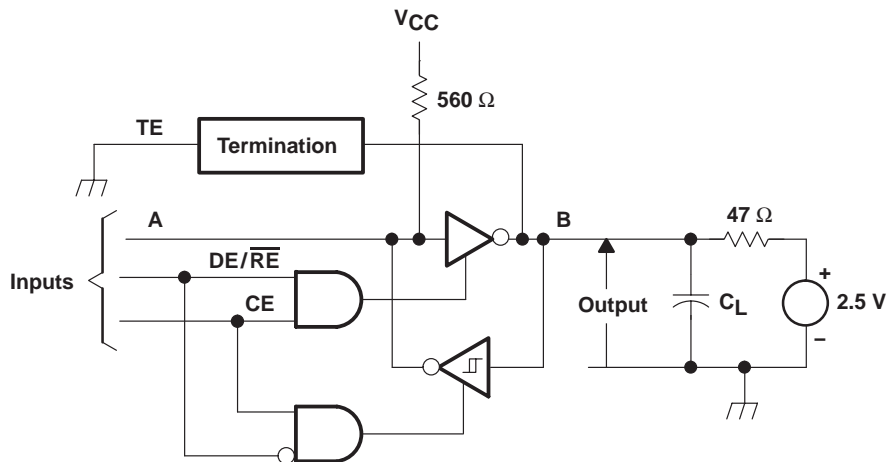 VCC
560 Ω
TE
Termination
A
B
47 Ω
DE/RE
Inputs
CE
Output
CL
+
2.5 V
−